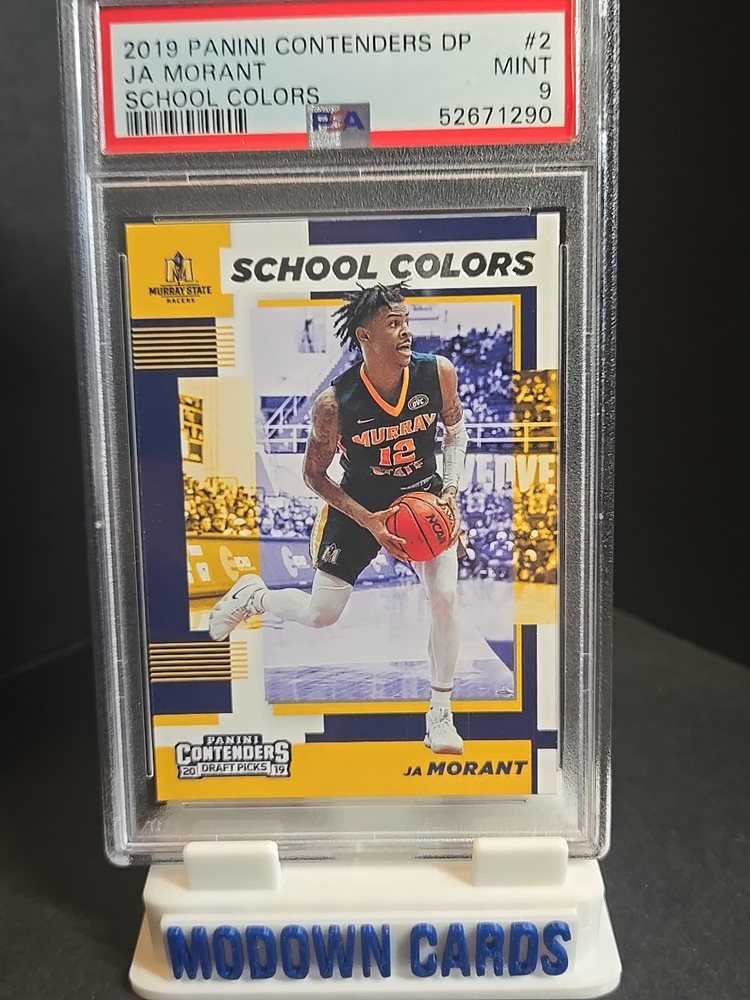 2019 PANINI CONTENDERS DP #2
JA MORANT MINT
SCHOOL COLORS 9
PSA 52671290
MURRAY STATE
RACERS
SCHOOL COLORS
OVC
MURRAY
12
STATE
NCAA
PANINI
CONTENDERS
20 DRAFT PICKS 19
JA MORANT
MODOWN CARDS